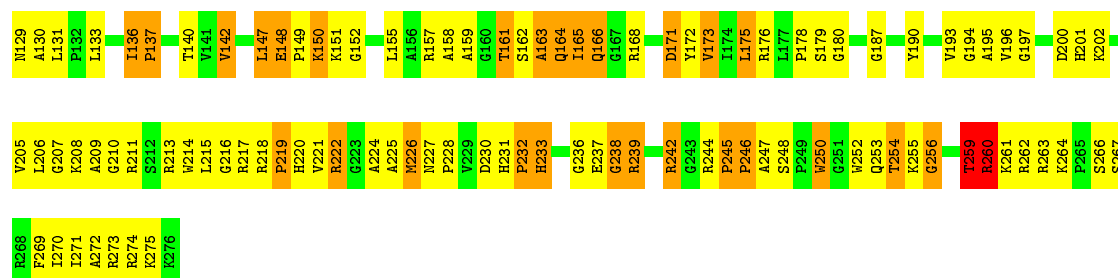 N129 A130 L131 P132 L133 I136 P137 T140 V141 V142 L147 E148 P149 K150 K151 G152 L155 A156 R157 A158 A159 G160 T161 S162 A163 Q164 I165 Q166 G167 R168 D171 Y172 V173 I174 L175 R176 L177 P178 S179 G180 G187 Y190 V193 G194 A195 V196 G197 D200 H201 K202
V205 L206 G207 K208 A209 G210 R211 S212 R213 W214 L215 G216 R217 R218 P219 H220 V221 R222 G223 A224 A225 M226 N227 P228 V229 D230 H231 P232 H233 G236 E237 G238 R239 R242 G243 R244 P245 P246 A247 S248 P249 W250 G251 W252 Q253 T254 K255 G256 T259 R260 K261 R262 R263 K264 P265 S266 S267
R268 F269 I270 I271 A272 R273 R274 K275 K276